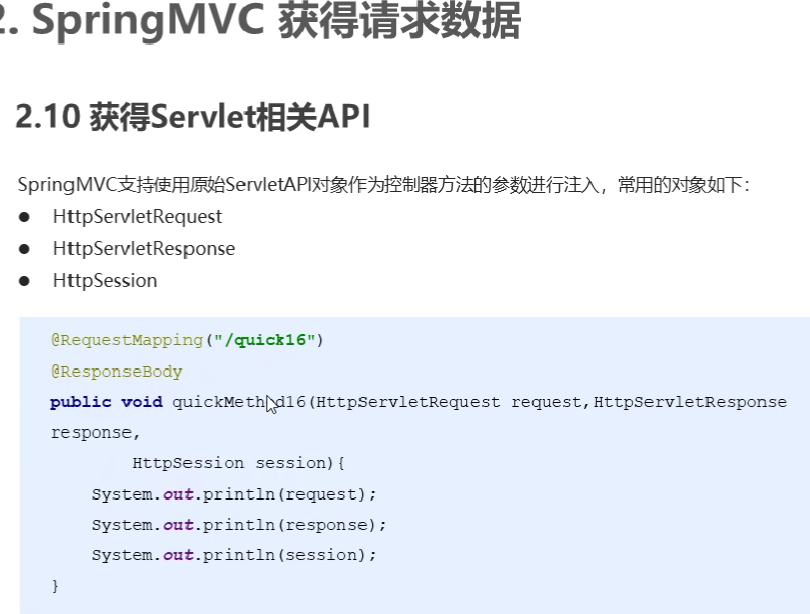 2. SpringMVC 获得请求数据
2.10 获得Servlet相关API
SpringMVC支持使用原始ServletAPI对象作为控制器方法的参数进行注入，常用的对象如下：
● HttpServletRequest
● HttpServletResponse
● HttpSession
@RequestMapping("/quick16")
@ResponseBody
public void quickMethod16(HttpServletRequest request,HttpServletResponse
response,
HttpSession session){
System.out.println(request);
System.out.println(response);
System.out.println(session);
}